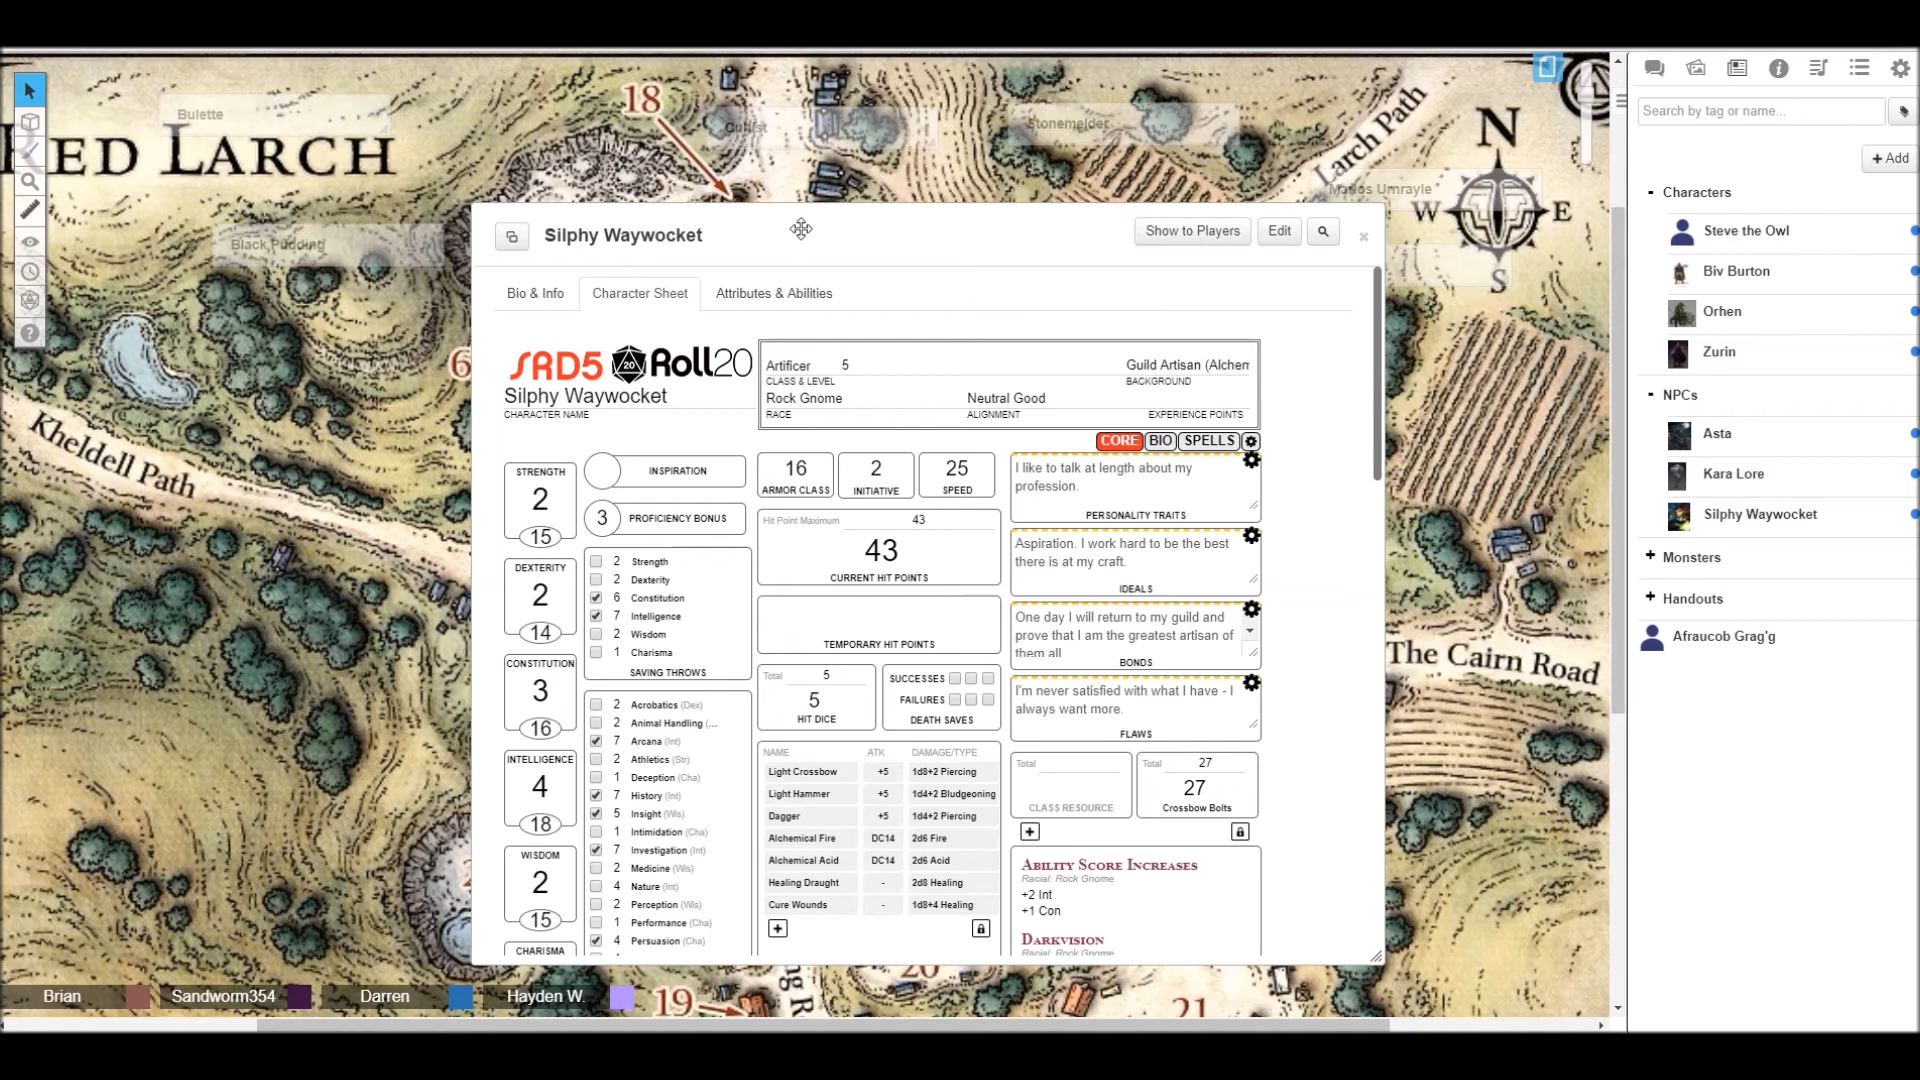 Bulette
RED LARCH
18
Cultist
Stonemelder
Larch Path
Marlos Urnrayle
N
W
E
S
Black Pudding
6
Kheldell Path
The Cairn Road
19
20
21
Silphy Waywocket
Show to Players
Edit
Bio & Info
Character Sheet
Attributes & Abilities
SRD5 20 Roll20
Silphy Waywocket
CHARACTER NAME
Artificer 5
CLASS & LEVEL
Guild Artisan (Alchem
BACKGROUND
Rock Gnome
RACE
Neutral Good
ALIGNMENT
EXPERIENCE POINTS
CORE BIO SPELLS
STRENGTH
2
15
DEXTERITY
2
14
CONSTITUTION
3
16
INTELLIGENCE
4
18
WISDOM
2
15
CHARISMA
INSPIRATION
3 PROFICIENCY BONUS
2 Strength
2 Dexterity
6 Constitution
7 Intelligence
2 Wisdom
1 Charisma
SAVING THROWS
2 Acrobatics (Dex)
2 Animal Handling (...
7 Arcana (Int)
2 Athletics (Str)
1 Deception (Cha)
7 History (Int)
5 Insight (Wis)
1 Intimidation (Cha)
7 Investigation (Int)
2 Medicine (Wis)
4 Nature (Int)
2 Perception (Wis)
1 Performance (Cha)
4 Persuasion (Cha)
16
ARMOR CLASS
2
INITIATIVE
25
SPEED
Hit Point Maximum 43
43
CURRENT HIT POINTS
TEMPORARY HIT POINTS
Total 5
5
HIT DICE
SUCCESSES
FAILURES
DEATH SAVES
NAME ATK DAMAGE/TYPE
Light Crossbow +5 1d8+2 Piercing
Light Hammer +5 1d4+2 Bludgeoning
Dagger +5 1d4+2 Piercing
Alchemical Fire DC14 2d6 Fire
Alchemical Acid DC14 2d6 Acid
Healing Draught - 2d8 Healing
Cure Wounds - 1d8+4 Healing
I like to talk at length about my
profession.
PERSONALITY TRAITS
Aspiration. I work hard to be the best
there is at my craft.
IDEALS
One day I will return to my guild and
prove that I am the greatest artisan of
them all
BONDS
I'm never satisfied with what I have - I
always want more.
FLAWS
Total
CLASS RESOURCE
Total 27
27
Crossbow Bolts
ABILITY SCORE INCREASES
Racial: Rock Gnome
+2 Int
+1 Con
DARKVISION
Racial: Rock Gnome
Search by tag or name...
+ Add
- Characters
Steve the Owl
Biv Burton
Orhen
Zurin
- NPCs
Asta
Kara Lore
Silphy Waywocket
+ Monsters
+ Handouts
Afraucob Grag'g
Brian
Sandworm354
Darren
Hayden W.